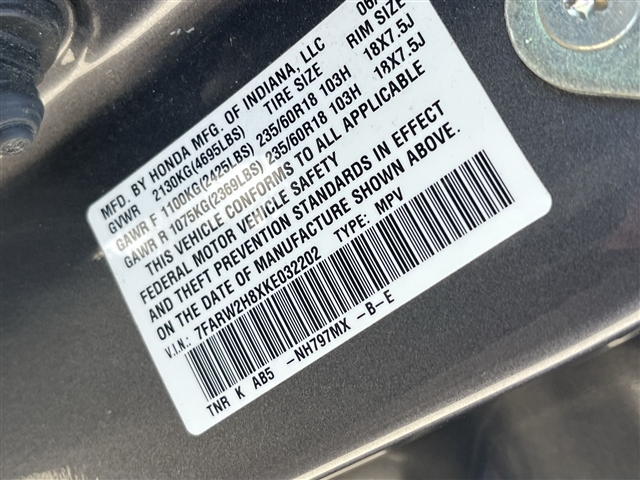 MFD. BY HONDA MFG. OF INDIANA, LLC 06/
GVWR 2130KG(4695LBS) TIRE SIZE RIM SIZE
GAWR F 1100KG(2425LBS) 235/60R18 103H 18X7.5J
GAWR R 1075KG(2369LBS) 235/60R18 103H 18X7.5J
THIS VEHICLE CONFORMS TO ALL APPLICABLE
FEDERAL MOTOR VEHICLE SAFETY
AND THEFT PREVENTION STANDARDS IN EFFECT
ON THE DATE OF MANUFACTURE SHOWN ABOVE.
V.I.N.: 7FARW2H8XKE032202 TYPE: MPV
TNR K AB5 -NH797MX -B-E